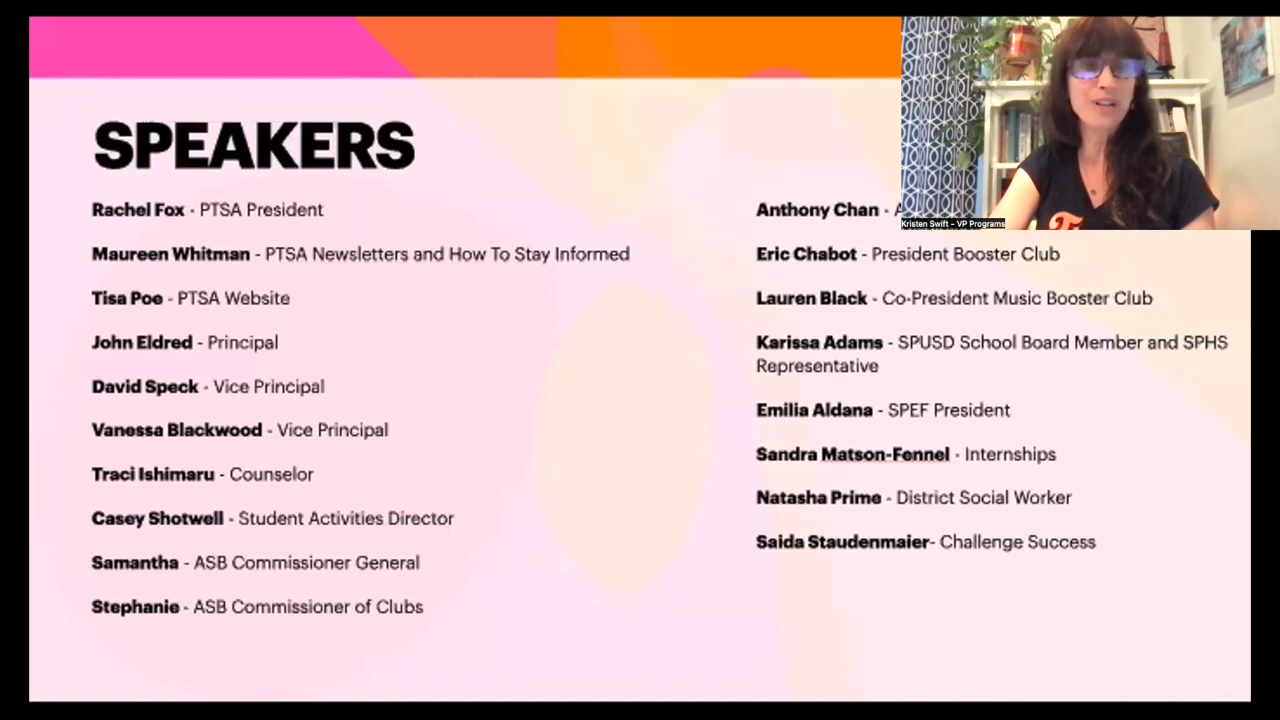 SPEAKERS
Rachel Fox - PTSA President
Maureen Whitman - PTSA Newsletters and How To Stay Informed
Tisa Poe - PTSA Website
John Eldred - Principal
David Speck - Vice Principal
Vanessa Blackwood - Vice Principal
Traci Ishimaru - Counselor
Casey Shotwell - Student Activities Director
Samantha - ASB Commissioner General
Stephanie - ASB Commissioner of Clubs
Anthony Chan -
Eric Chabot - President Booster Club
Lauren Black - Co-President Music Booster Club
Karissa Adams - SPUSD School Board Member and SPHS
Representative
Emilia Aldana - SPEF President
Sandra Matson-Fennel - Internships
Natasha Prime - District Social Worker
Saida Staudenmaier- Challenge Success
Kristen Swift - VP Programs